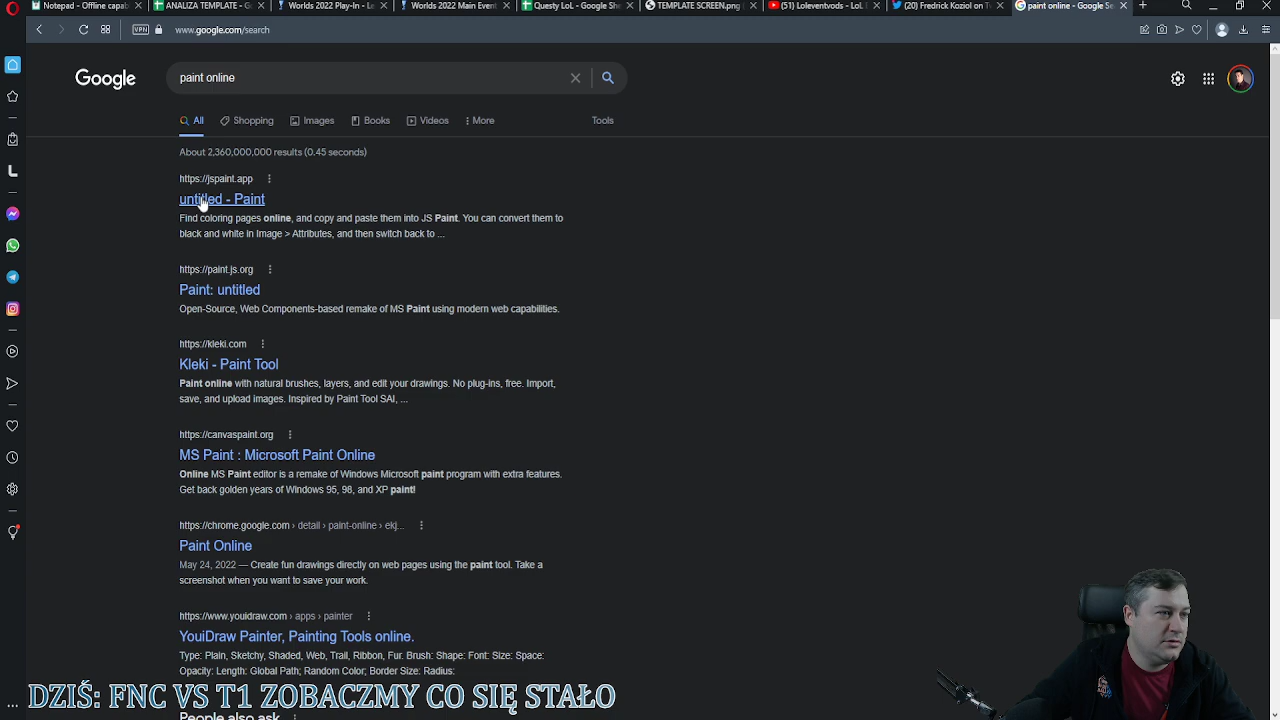 Notepad - Offline capab
ANALIZA TEMPLATE - G
Worlds 2022 Play-In - Le
Worlds 2022 Main Event
Questy LoL - Google Sh
TEMPLATE SCREEN.png
(51) Loleventvods - LoL
(20) Fredrick Koziol on Tw
paint online - Google Se
VPN
www.google.com/search
Google
paint online
All
Shopping
Images
Books
Videos
More
Tools
About 2,360,000,000 results (0.45 seconds)
https://jspaint.app
untitled - Paint
Find coloring pages online, and copy and paste them into JS Paint. You can convert them to
black and white in Image > Attributes, and then switch back to ...
https://paint.js.org
Paint: untitled
Open-Source, Web Components-based remake of MS Paint using modern web capabilities.
https://kleki.com
Kleki - Paint Tool
Paint online with natural brushes, layers, and edit your drawings. No plug-ins, free. Import,
save, and upload images. Inspired by Paint Tool SAI, ...
https://canvaspaint.org
MS Paint : Microsoft Paint Online
Online MS Paint editor is a remake of Windows Microsoft paint program with extra features.
Get back golden years of Windows 95, 98, and XP paint!
https://chrome.google.com › detail › paint-online › ekj...
Paint Online
May 24, 2022 — Create fun drawings directly on web pages using the paint tool. Take a
screenshot when you want to save your work.
https://www.youidraw.com › apps › painter
YouiDraw Painter, Painting Tools online.
Type: Plain, Sketchy, Shaded, Web, Trail, Ribbon, Fur. Brush: Shape: Font: Size: Space:
Opacity: Length: Global Path; Random Color; Border Size: Radius:
DZIŚ: FNC VS T1 ZOBACZMY CO SIĘ STAŁO
People also ask